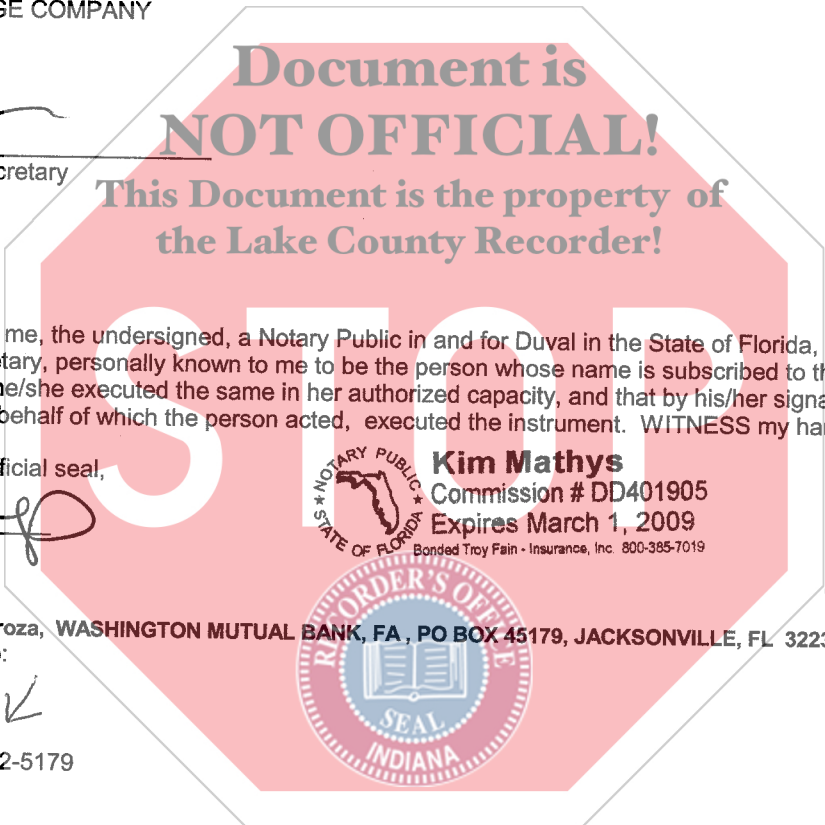 GE COMPANY
Document is
NOT OFFICIAL!
cretary
This Document is the property of
the Lake County Recorder!
STOP
me, the undersigned, a Notary Public in and for Duval in the State of Florida,
tary, personally known to me to be the person whose name is subscribed to th
ne/she executed the same in her authorized capacity, and that by his/her signa
behalf of which the person acted, executed the instrument. WITNESS my ha
ficial seal,
NOTARY PUBLIC
STATE OF FLORIDA
Kim Mathys
Commission # DD401905
Expires March 1, 2009
Bonded Troy Fain - Insurance, Inc. 800-385-7019
roza, WASHINGTON MUTUAL BANK, FA , PO BOX 45179, JACKSONVILLE, FL 3223
:
2-5179
RECORDER'S OFFICE
SEAL
INDIANA